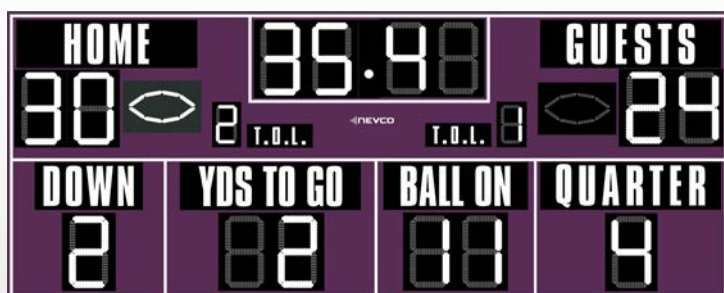 HOME 35.4 GUESTS
30 24
2 T.O.L. NEVCO T.O.L. 1
DOWN YDS TO GO BALL ON QUARTER
2 2 11 4